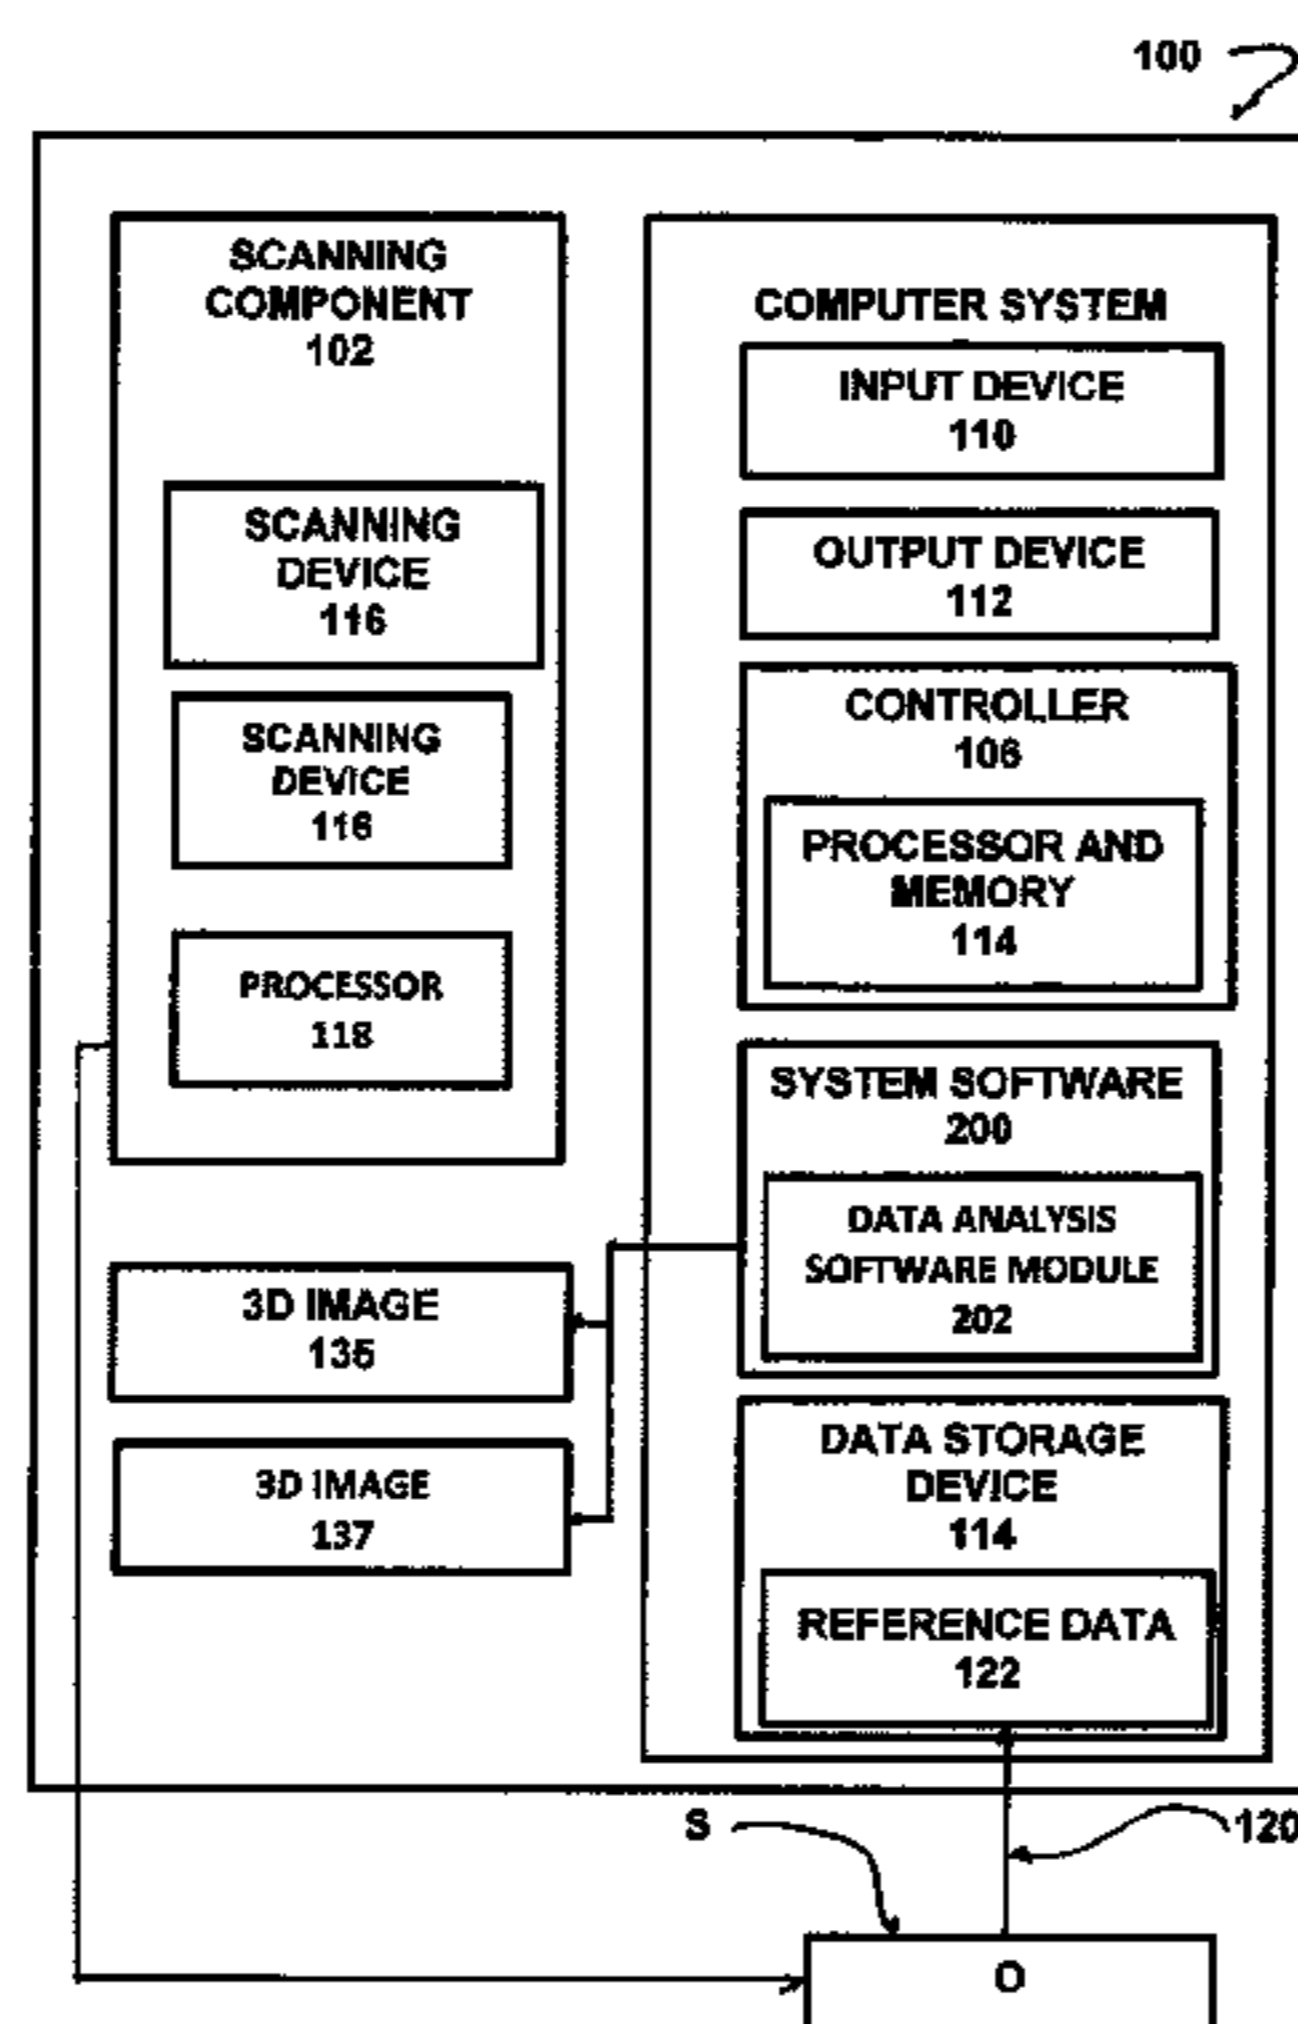 100
SCANNING
COMPONENT
102
SCANNING
DEVICE
116
SCANNING
DEVICE
116
PROCESSOR
118
3D IMAGE
135
3D IMAGE
137
COMPUTER SYSTEM
INPUT DEVICE
110
OUTPUT DEVICE
112
CONTROLLER
106
PROCESSOR AND
MEMORY
114
SYSTEM SOFTWARE
200
DATA ANALYSIS
SOFTWARE MODULE
202
DATA STORAGE
DEVICE
114
REFERENCE DATA
122
S
120
O